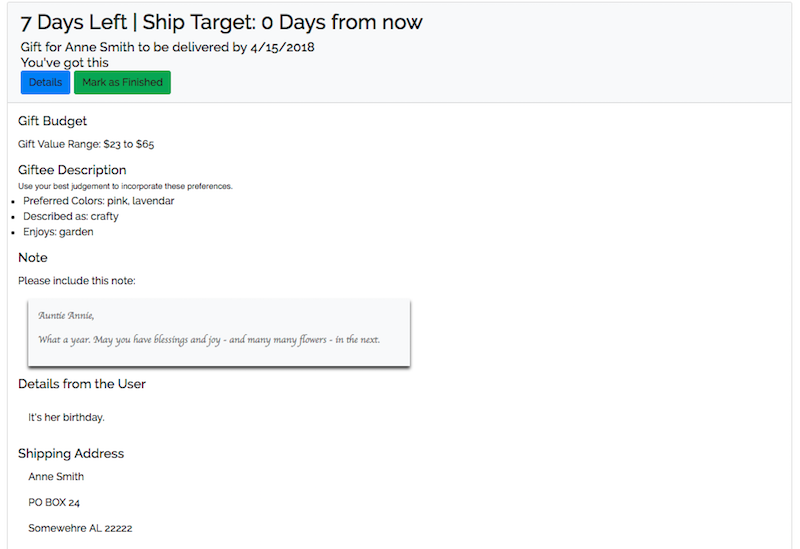 7 Days Left | Ship Target: 0 Days from now
Gift for Anne Smith to be delivered by 4/15/2018
You've got this
Details Mark as Finished
Gift Budget
Gift Value Range: $23 to $65
Giftee Description
Use your best judgement to incorporate these preferences.
• Preferred Colors: pink, lavendar
• Described as: crafty
• Enjoys: garden
Note
Please include this note:
Auntie Annie,
What a year. May you have blessings and joy - and many many flowers - in the next.
Details from the User
It's her birthday.
Shipping Address
Anne Smith
PO BOX 24
Somewehre AL 22222